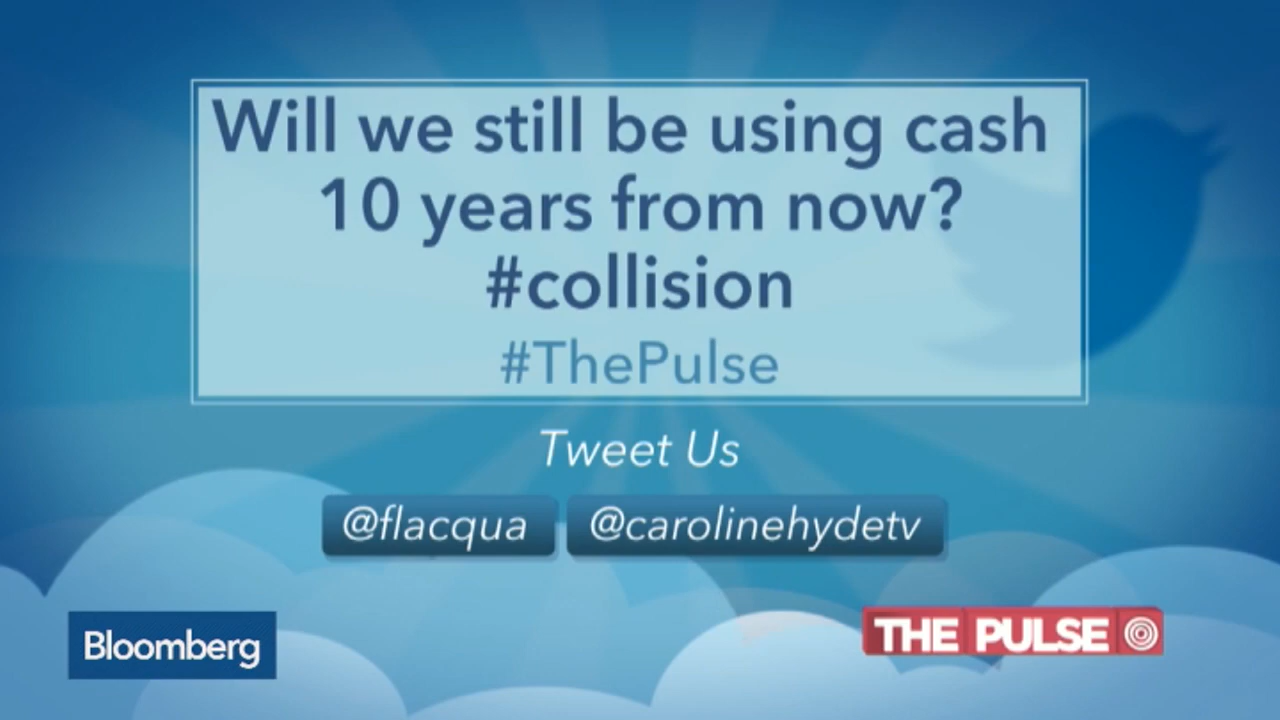 Will we still be using cash
10 years from now?
#collision
#ThePulse
Tweet Us
@flacqua @carolinehydetv
Bloomberg
THE PULSE